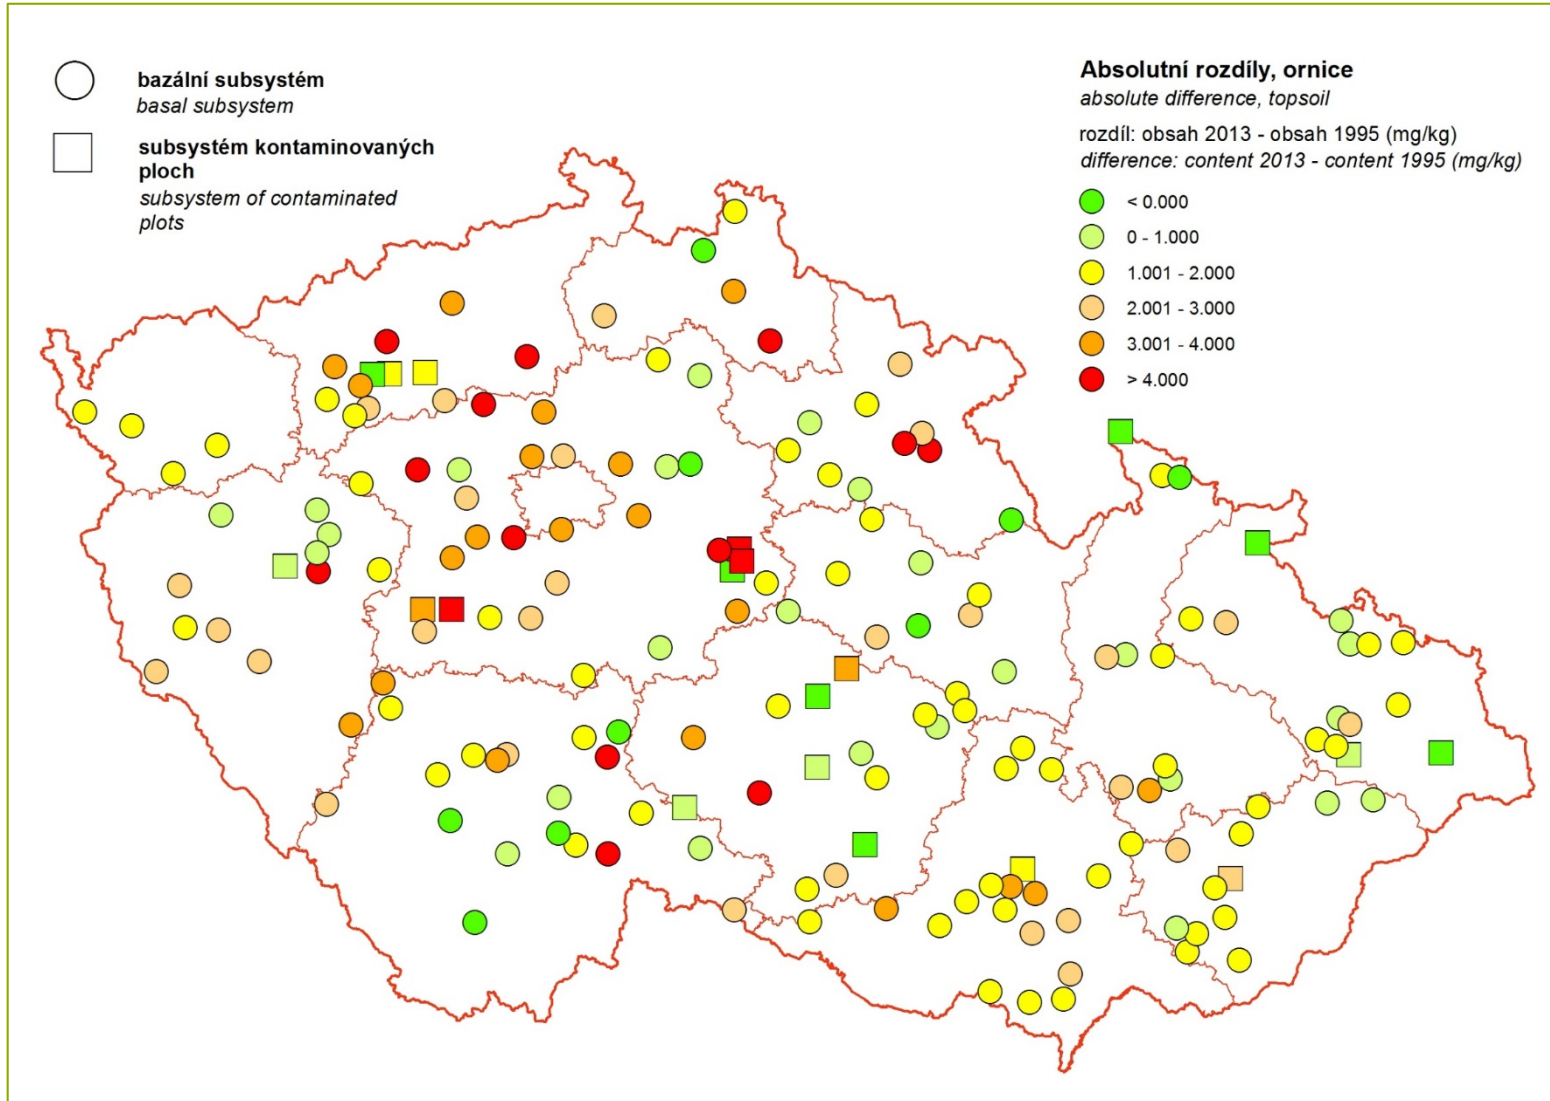 bazální subsystém
basal subsystem
subsystém kontaminovaných
ploch
subsystem of contaminated
plots
Absolutní rozdíly, ornice
absolute difference, topsoil
rozdíl: obsah 2013 - obsah 1995 (mg/kg)
difference: content 2013 - content 1995 (mg/kg)
< 0.000
0 - 1.000
1.001 - 2.000
2.001 - 3.000
3.001 - 4.000
> 4.000